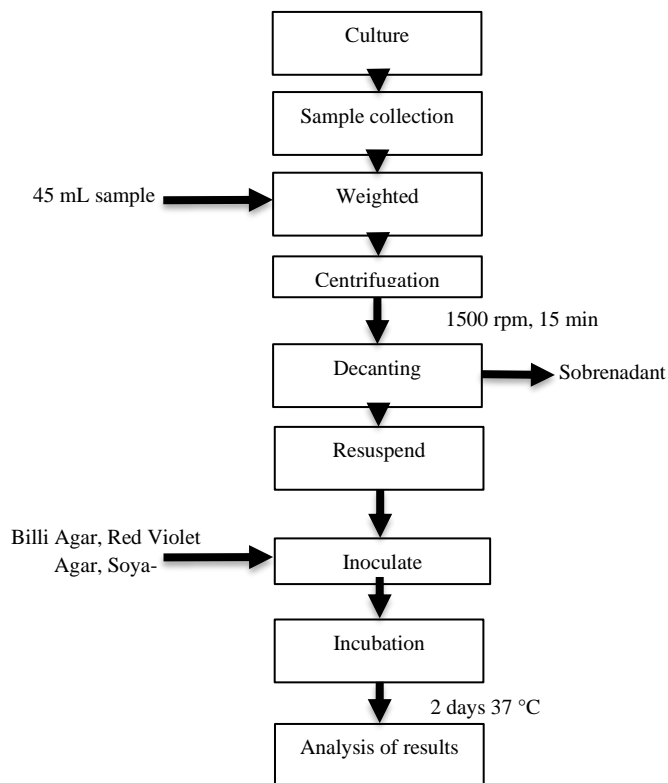 Culture
Sample collection
45 mL sample
Weighted
Centrifugation
1500 rpm, 15 min
Decanting
Sobrenadant
Resuspend
Billi Agar, Red Violet
Agar, Soya-
Inoculate
Incubation
2 days 37 °C
Analysis of results